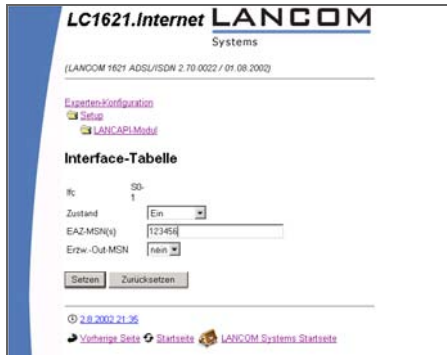 LC1621.Internet LANCOM
Systems
(LANCOM 1621 ADSL/ISDN 2.70.0022 / 01.08.2002)
Experten-Konfiguration
Setup
LANCAPI-Modul
Interface-Tabelle
Ifc S0-1
Zustand Ein
EAZ-MSN(s) 123456
Erzw.-Out-MSN nein
Setzen Zurücksetzen
2.8.2002 21:35
Vorherige Seite Startseite LANCOM Systems Startseite